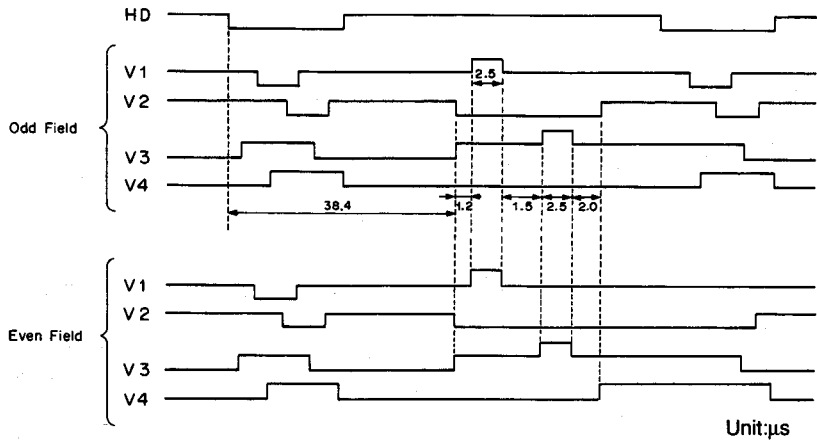 HD
V1
2.5
V2
Odd Field
V3
V4
38.4
1.2
1.5
2.5
2.0
V1
V2
Even Field
V3
V4
Unit:μs